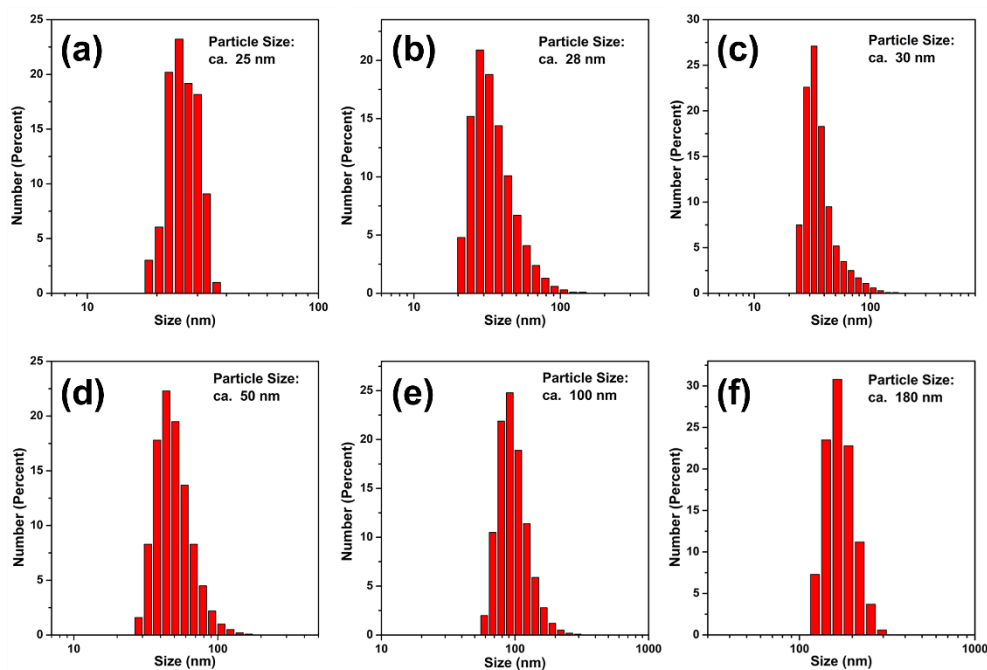 (a)
Particle Size:
ca. 25 nm
Number (Percent)
25
20
15
10
5
0
10
100
Size (nm)
(b)
Particle Size:
ca. 28 nm
Number (Percent)
20
15
10
5
0
10
100
Size (nm)
(c)
Particle Size:
ca. 30 nm
Number (Percent)
30
25
20
15
10
5
0
10
100
Size (nm)
(d)
Particle Size:
ca. 50 nm
Number (Percent)
25
20
15
10
5
0
10
100
Size (nm)
(e)
Particle Size:
ca. 100 nm
Number (Percent)
25
20
15
10
5
0
10
100
1000
Size (nm)
(f)
Particle Size:
ca. 180 nm
Number (Percent)
30
25
20
15
10
5
0
100
1000
Size (nm)